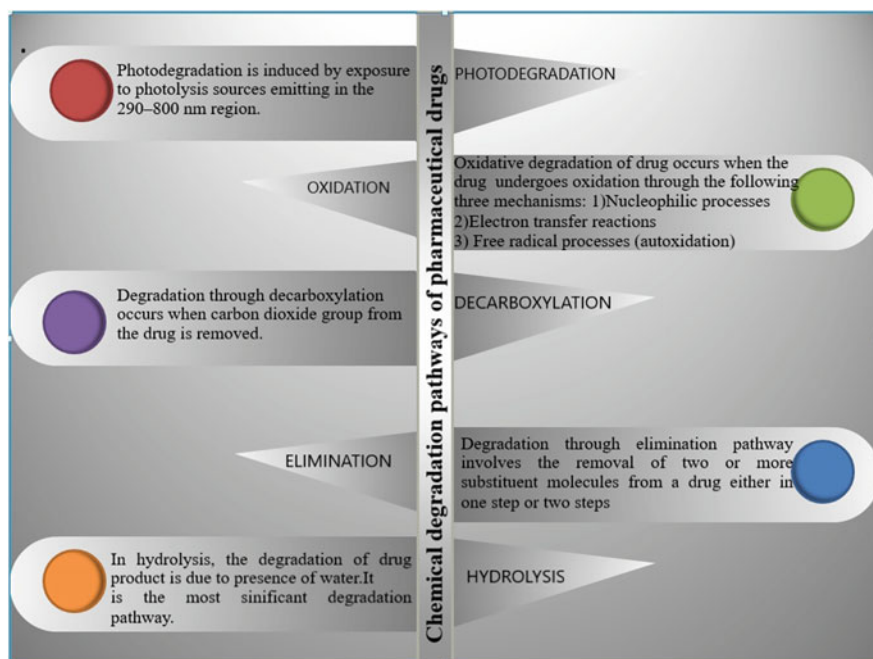 Photodegradation is induced by exposure
to photolysis sources emitting in the
290–800 nm region.
PHOTODEGRADATION
OXIDATION
Oxidative degradation of drug occurs when the
drug undergoes oxidation through the following
three mechanisms: 1)Nucleophilic processes
2)Electron transfer reactions
3) Free radical processes (autoxidation)
Degradation through decarboxylation
occurs when carbon dioxide group from
the drug is removed.
DECARBOXYLATION
ELIMINATION
Degradation through elimination pathway
involves the removal of two or more
substituent molecules from a drug either in
one step or two steps
In hydrolysis, the degradation of drug
product is due to presence of water.It
is the most sinificant degradation
pathway.
HYDROLYSIS
Chemical degradation pathways of pharmaceutical drugs